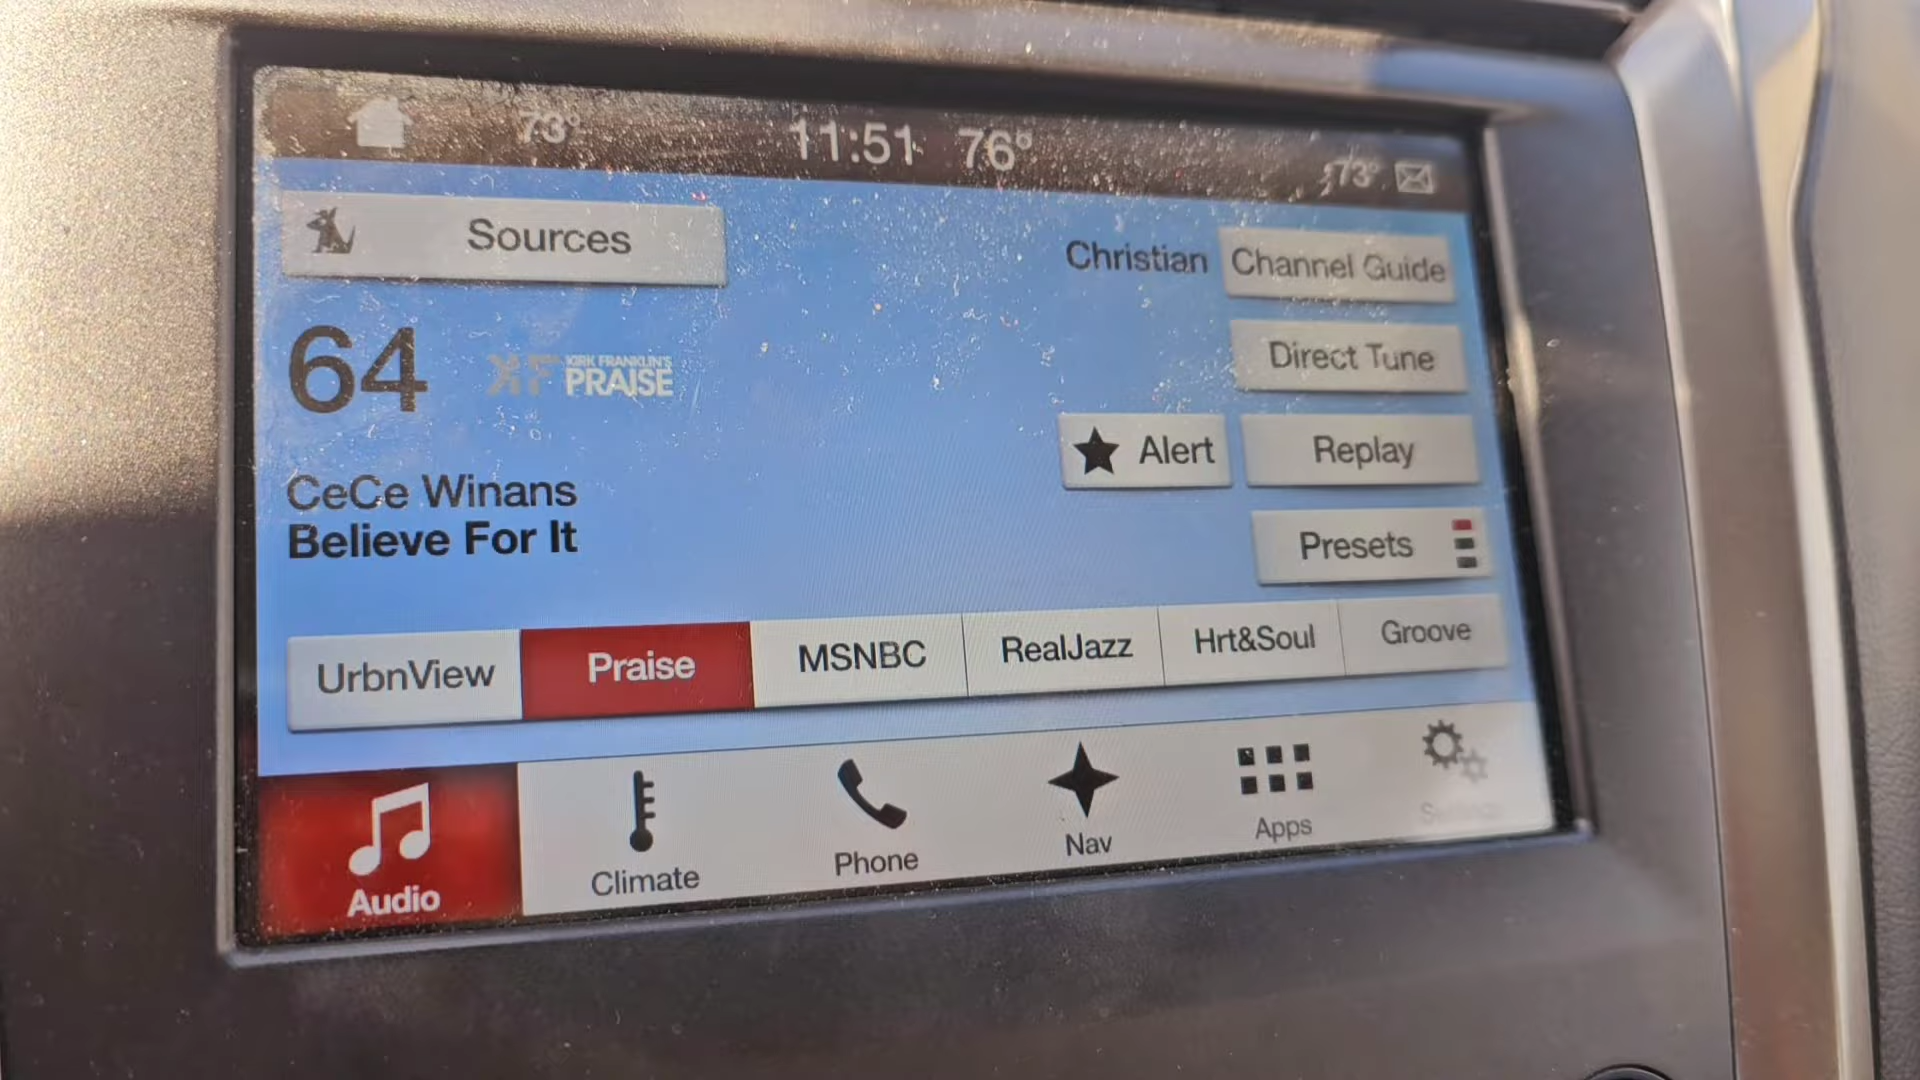 73° 11:51 76° 73°
Sources
Christian Channel Guide
64 KF KIRK FRANKLIN'S
PRAISE
Direct Tune
Alert Replay
CeCe Winans
Believe For It
Presets
UrbnView Praise MSNBC RealJazz Hrt&Soul Groove
Audio Climate Phone Nav Apps